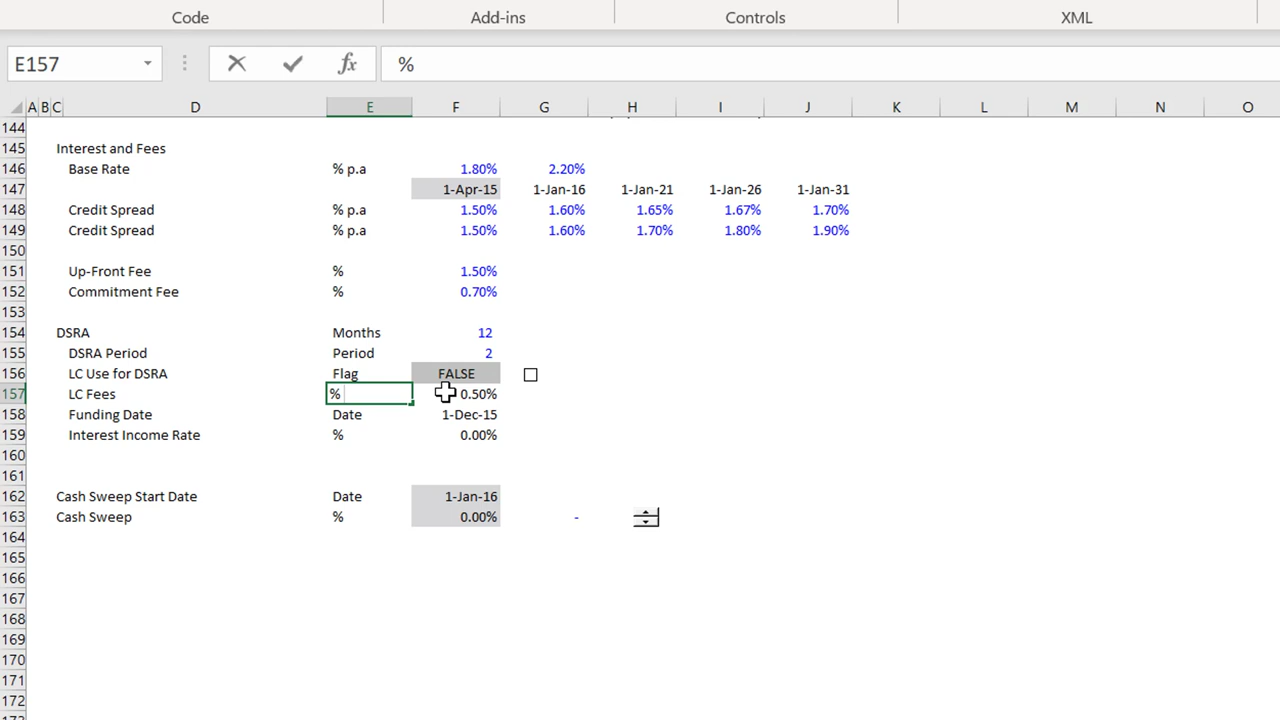 Code Add-ins Controls XML
E157 fx %
A B C D E F G H I J K L M N O
144
145 Interest and Fees
146 Base Rate % p.a 1.80% 2.20%
147 1-Apr-15 1-Jan-16 1-Jan-21 1-Jan-26 1-Jan-31
148 Credit Spread % p.a 1.50% 1.60% 1.65% 1.67% 1.70%
149 Credit Spread % p.a 1.50% 1.60% 1.70% 1.80% 1.90%
150
151 Up-Front Fee % 1.50%
152 Commitment Fee % 0.70%
153
154 DSRA Months 12
155 DSRA Period Period 2
156 LC Use for DSRA Flag FALSE
157 LC Fees % 0.50%
158 Funding Date Date 1-Dec-15
159 Interest Income Rate % 0.00%
160
161
162 Cash Sweep Start Date Date 1-Jan-16
163 Cash Sweep % 0.00% -
164
165
166
167
168
169
170
171
172